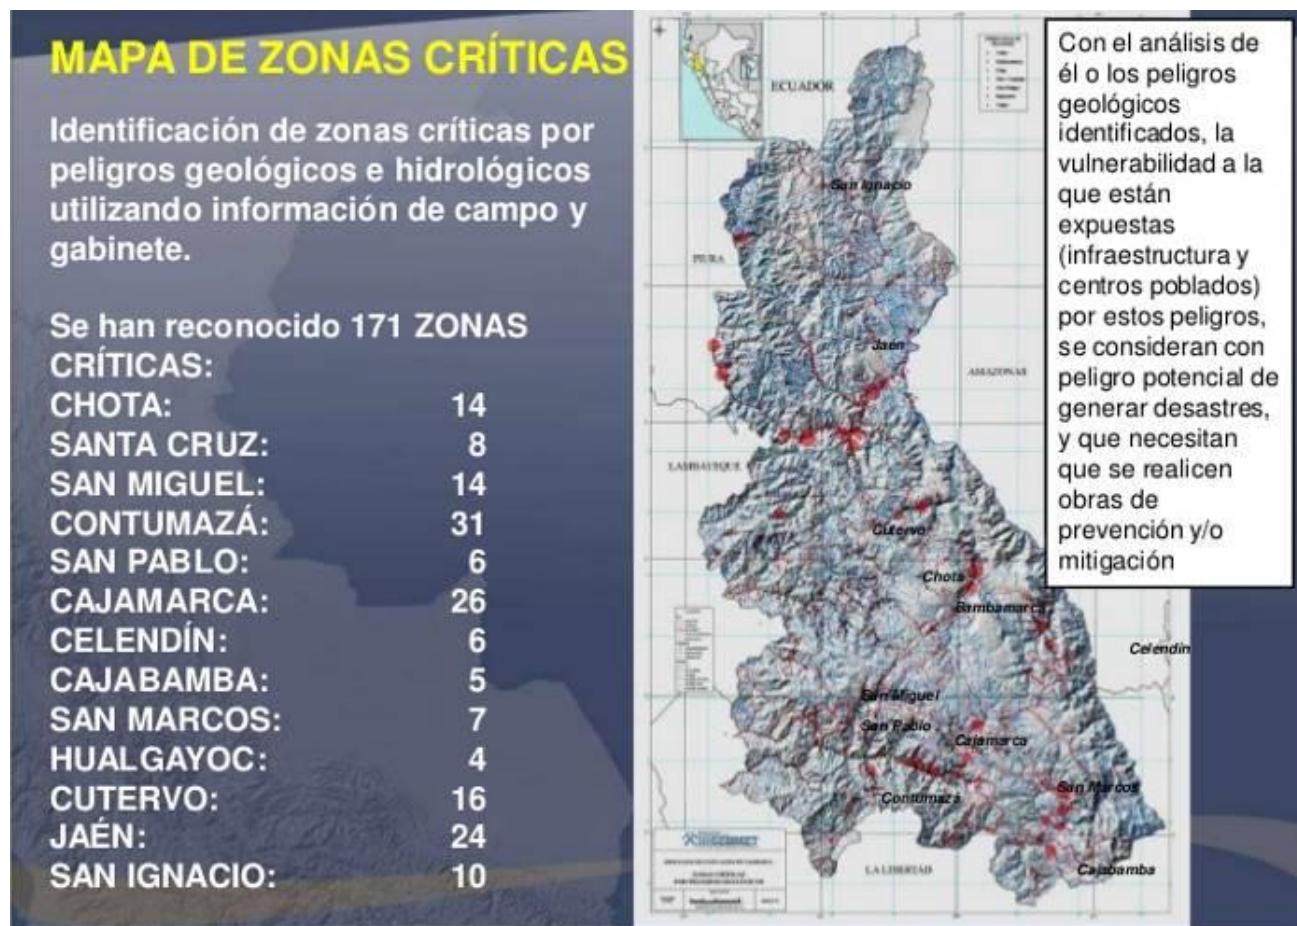 MAPA DE ZONAS CRÍTICAS
Identificación de zonas críticas por
peligros geológicos e hidrológicos
utilizando información de campo y
gabinete.
Se han reconocido 171 ZONAS
CRÍTICAS:
CHOTA: 14
SANTA CRUZ: 8
SAN MIGUEL: 14
CONTUMAZÁ: 31
SAN PABLO: 6
CAJAMARCA: 26
CELENDÍN: 6
CAJABAMBA: 5
SAN MARCOS: 7
HUALGAYOC: 4
CUTERVO: 16
JAÉN: 24
SAN IGNACIO: 10
ECUADOR
San Ignacio
PIURA
Jaen
AMAZONAS
LAMBAYEQUE
Cutervo
Chota
Bambamarca
Celendín
San Miguel
San Pablo
Cajamarca
San Marcos
Contumaza
LA LIBERTAD
Cajabamba
Con el análisis de
él o los peligros
geológicos
identificados, la
vulnerabilidad a la
que están
expuestas
(infraestructura y
centros poblados)
por estos peligros,
se consideran con
peligro potencial de
generar desastres,
y que necesitan
que se realicen
obras de
prevención y/o
mitigación